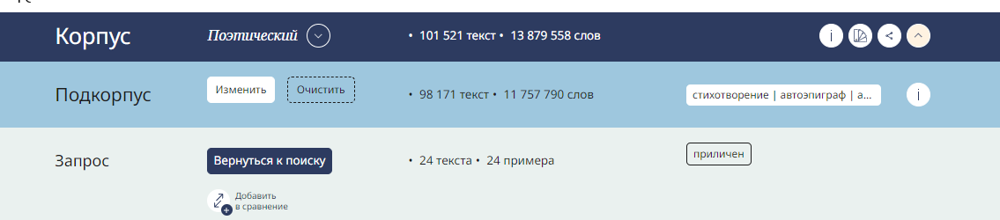 Корпус Поэтический • 101 521 текст • 13 879 558 слов i
Подкорпус Изменить Очистить • 98 171 текст • 11 757 790 слов стихотворение | автоэпиграф | а... i
Запрос Вернуться к поиску • 24 текста • 24 примера приличен
Добавить
в сравнение